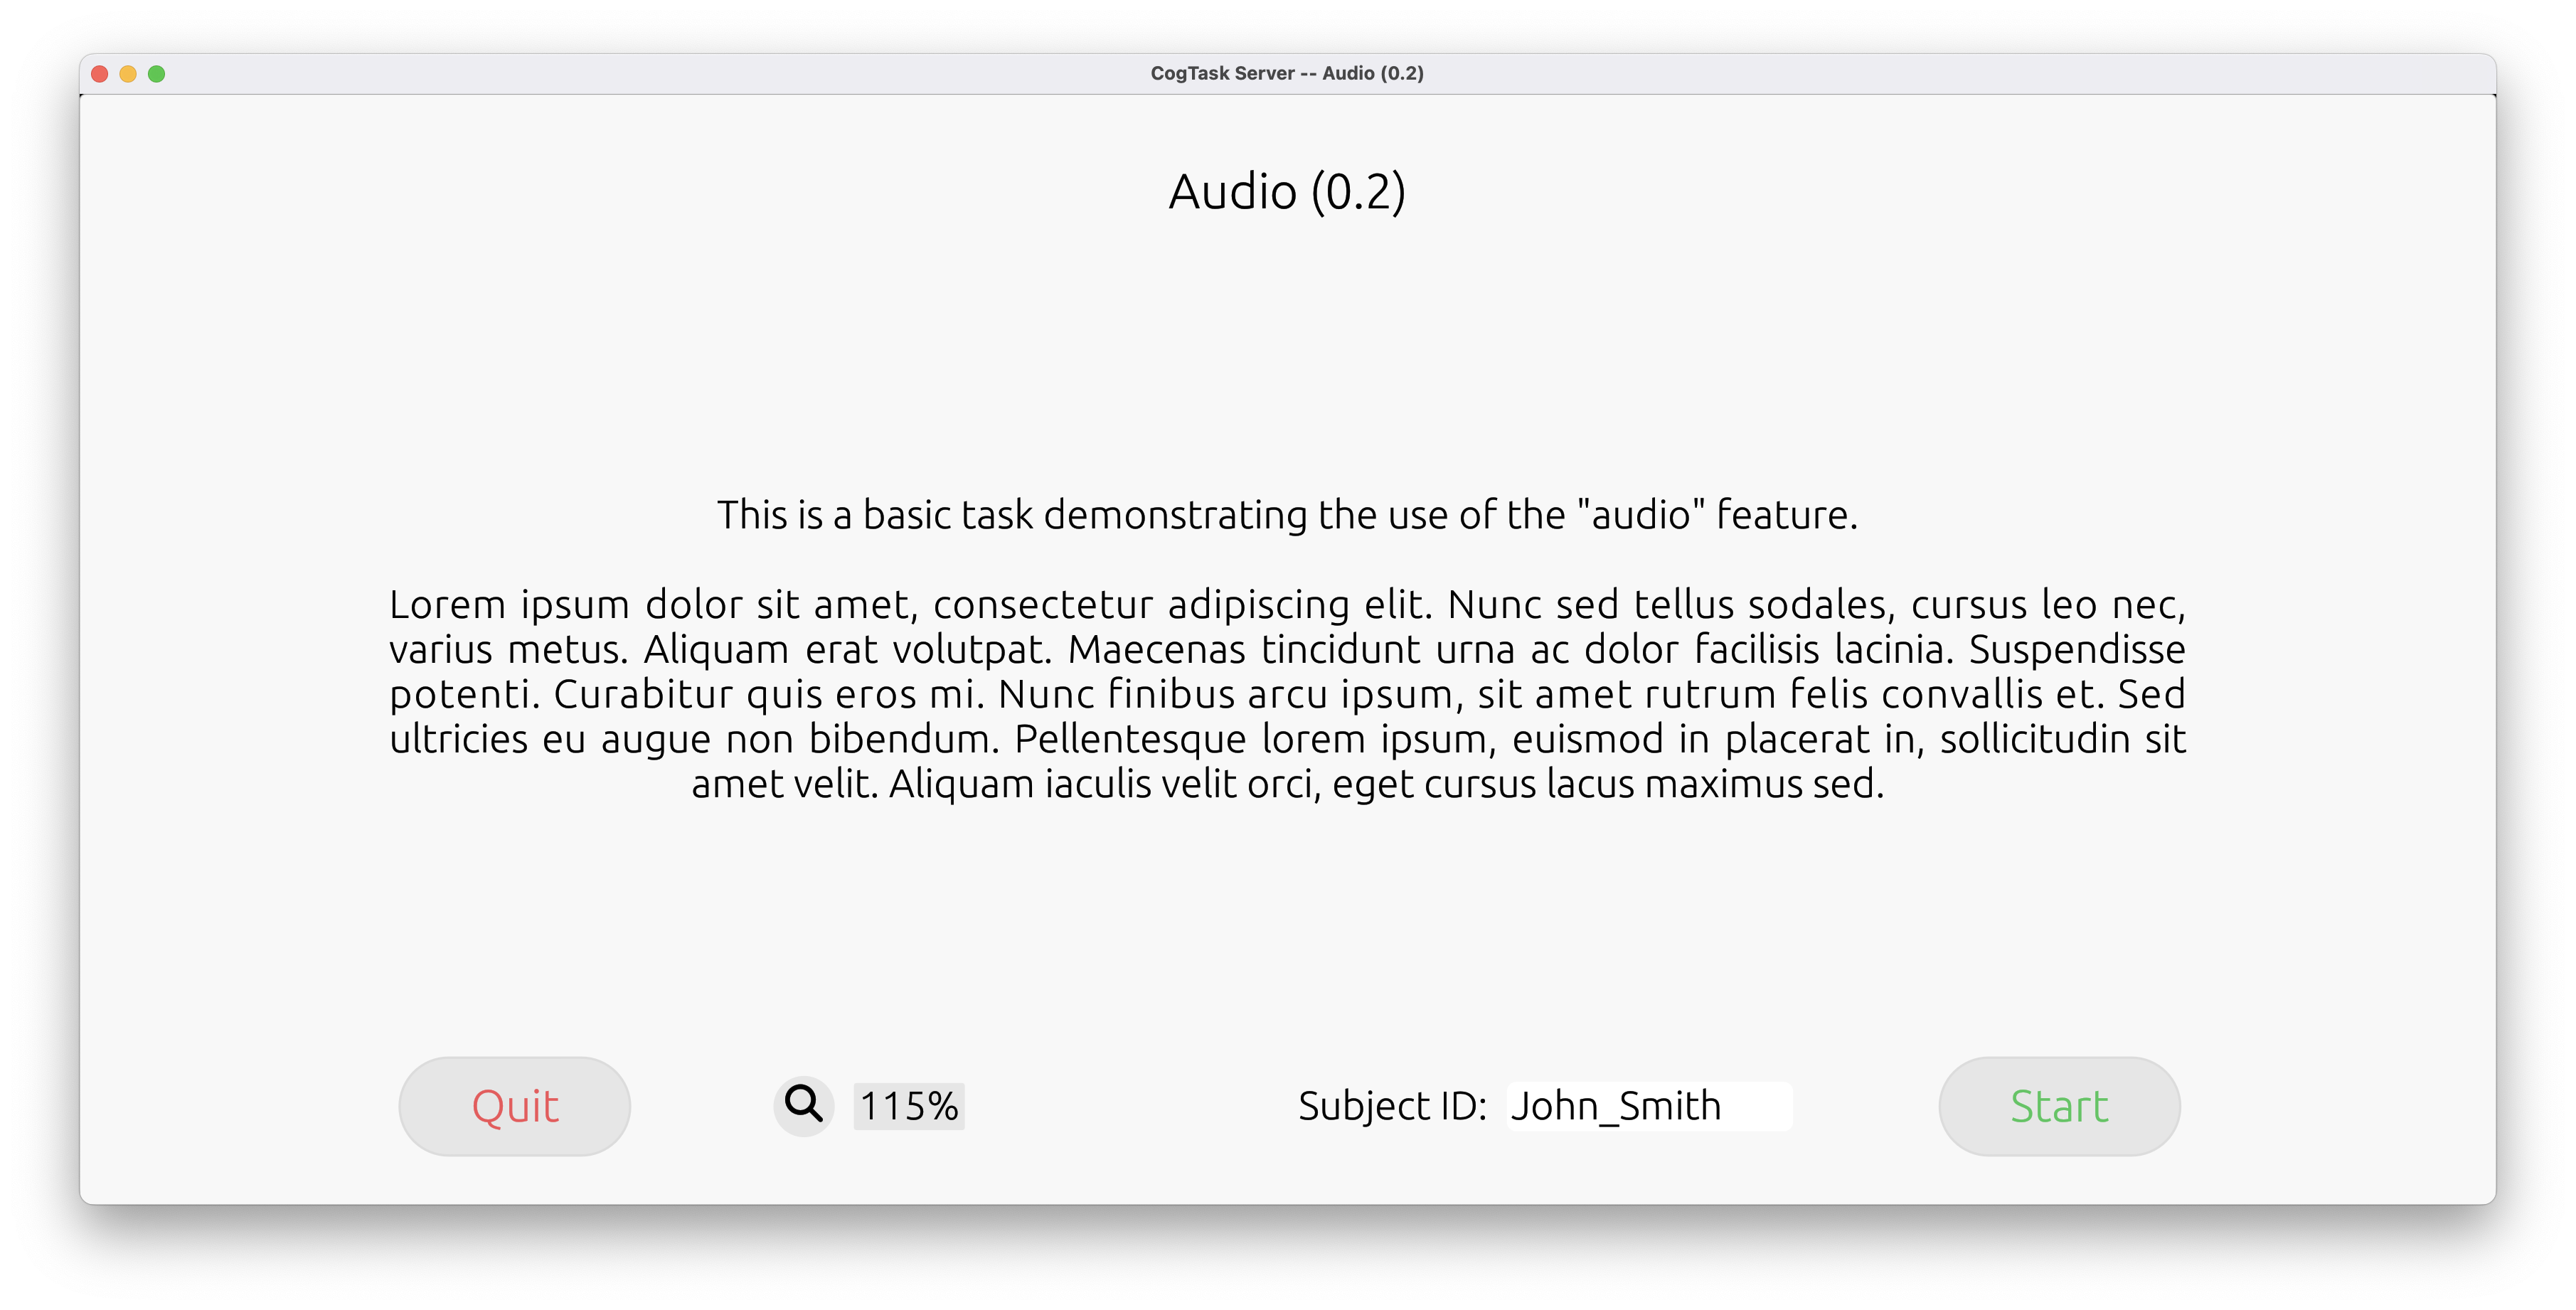 CogTask Server -- Audio (0.2)
Audio (0.2)
This is a basic task demonstrating the use of the "audio" feature.
Lorem ipsum dolor sit amet, consectetur adipiscing elit. Nunc sed tellus sodales, cursus leo nec,
varius metus. Aliquam erat volutpat. Maecenas tincidunt urna ac dolor facilisis lacinia. Suspendisse
potenti. Curabitur quis eros mi. Nunc finibus arcu ipsum, sit amet rutrum felis convallis et. Sed
ultricies eu augue non bibendum. Pellentesque lorem ipsum, euismod in placerat in, sollicitudin sit
amet velit. Aliquam iaculis velit orci, eget cursus lacus maximus sed.
Quit 115% Subject ID: John_Smith Start